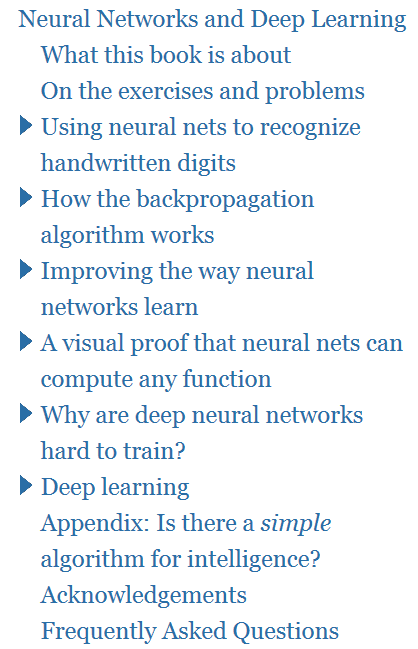 Neural Networks and Deep Learning
What this book is about
On the exercises and problems
Using neural nets to recognize
handwritten digits
How the backpropagation
algorithm works
Improving the way neural
networks learn
A visual proof that neural nets can
compute any function
Why are deep neural networks
hard to train?
Deep learning
Appendix: Is there a simple
algorithm for intelligence?
Acknowledgements
Frequently Asked Questions